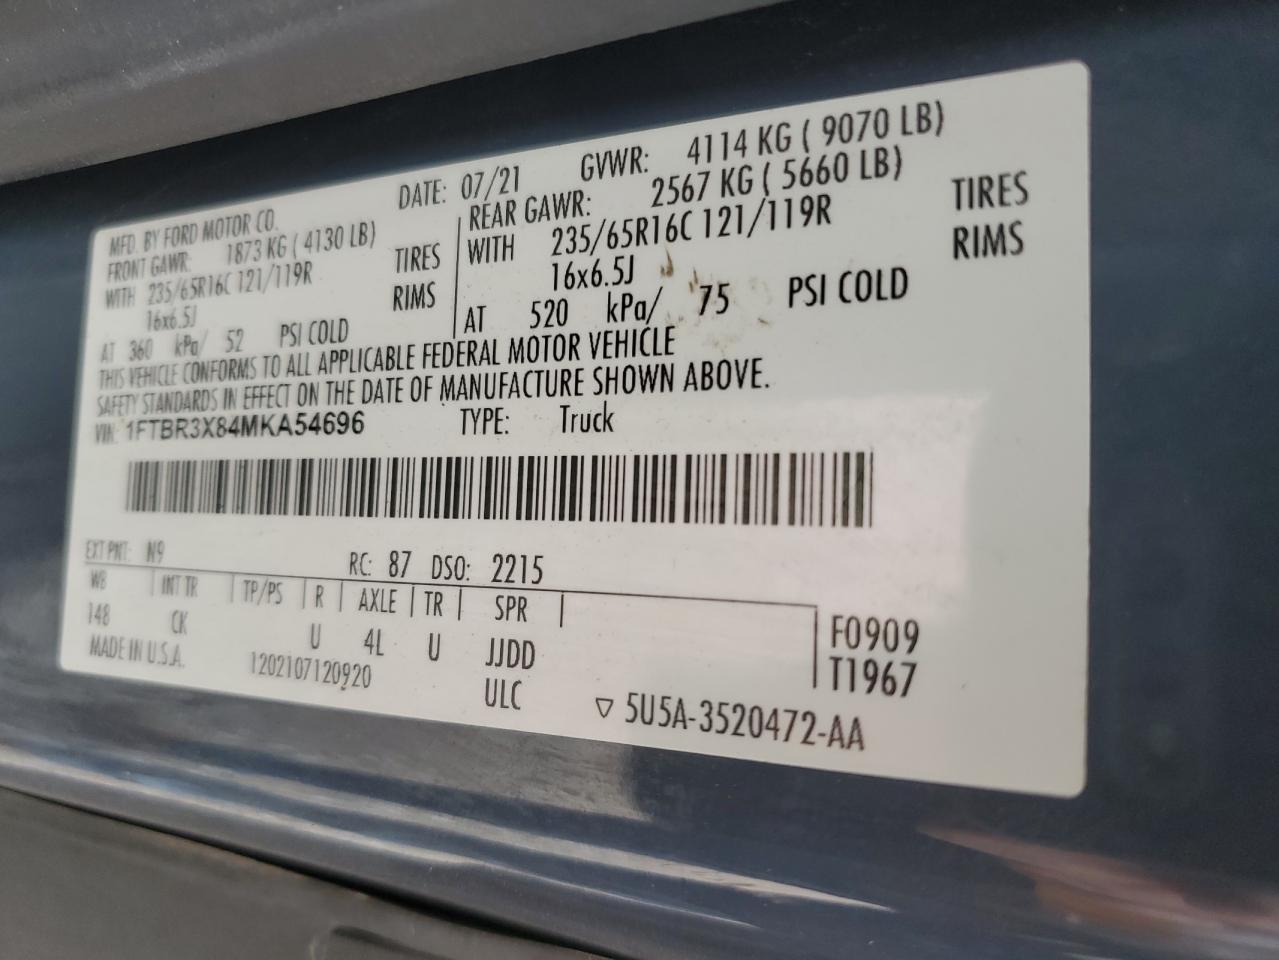 MFD. BY FORD MOTOR CO. DATE: 07/21 GVWR: 4114 KG ( 9070 LB)
FRONT GAWR: 1873 KG ( 4130 LB) REAR GAWR: 2567 KG ( 5660 LB)
WITH 235/65R16C 121/119R TIRES WITH 235/65R16C 121/119R TIRES
16x6.5J RIMS 16x6.5J RIMS
AT 360 kPa/ 52 PSI COLD AT 520 kPa/ 75 PSI COLD
THIS VEHICLE CONFORMS TO ALL APPLICABLE FEDERAL MOTOR VEHICLE
SAFETY STANDARDS IN EFFECT ON THE DATE OF MANUFACTURE SHOWN ABOVE.
VIN: 1FTBR3X84MKA54696 TYPE: Truck
EXT PNT: N9 RC: 87 DSO: 2215
WB INT TR TP/PS R AXLE TR SPR F0909
148 CK U 4L U JJDD T1967
MADE IN U.S.A. 1202107120920 ULC ▽ 5U5A-3520472-AA